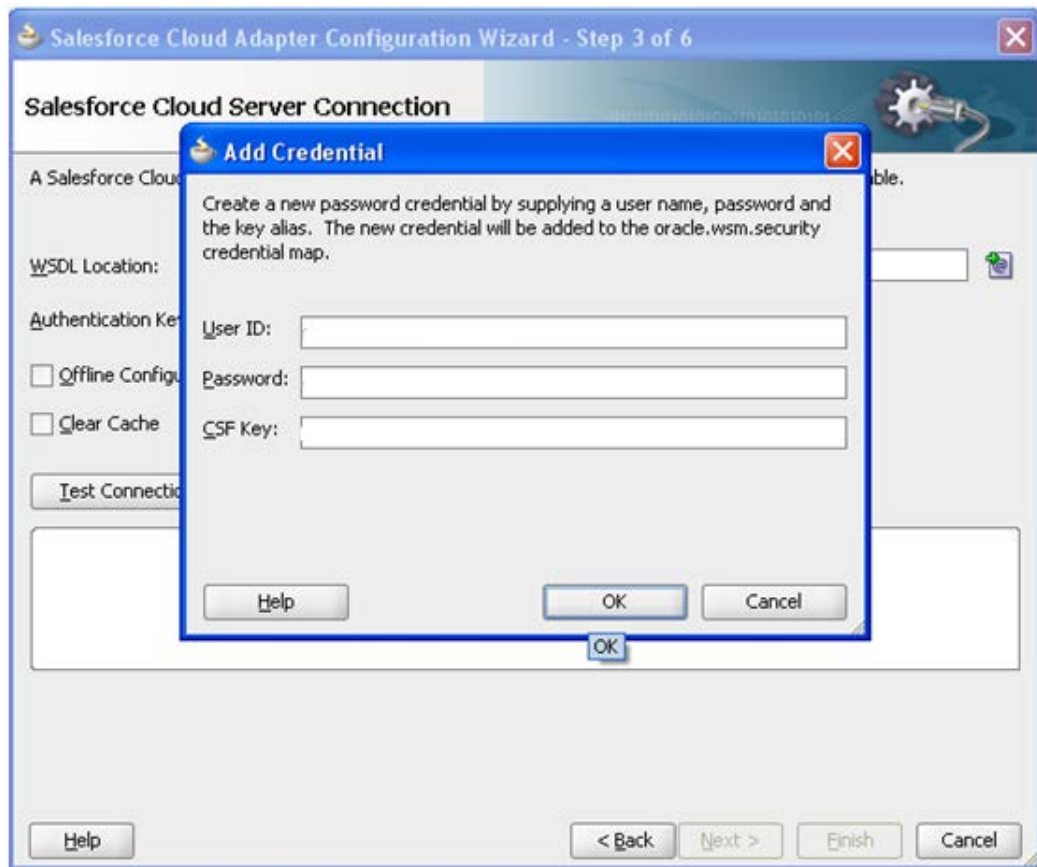 Salesforce Cloud Adapter Configuration Wizard - Step 3 of 6
Salesforce Cloud Server Connection
Add Credential
A Salesforce Cloud
Create a new password credential by supplying a user name, password and
the key alias. The new credential will be added to the oracle.wsm.security
credential map.
WSDL Location:
Authentication Ke
User ID:
Offline Configu
Password:
Clear Cache
CSF Key:
Test Connectio
Help
OK
Cancel
OK
Help
< Back
Next >
Finish
Cancel